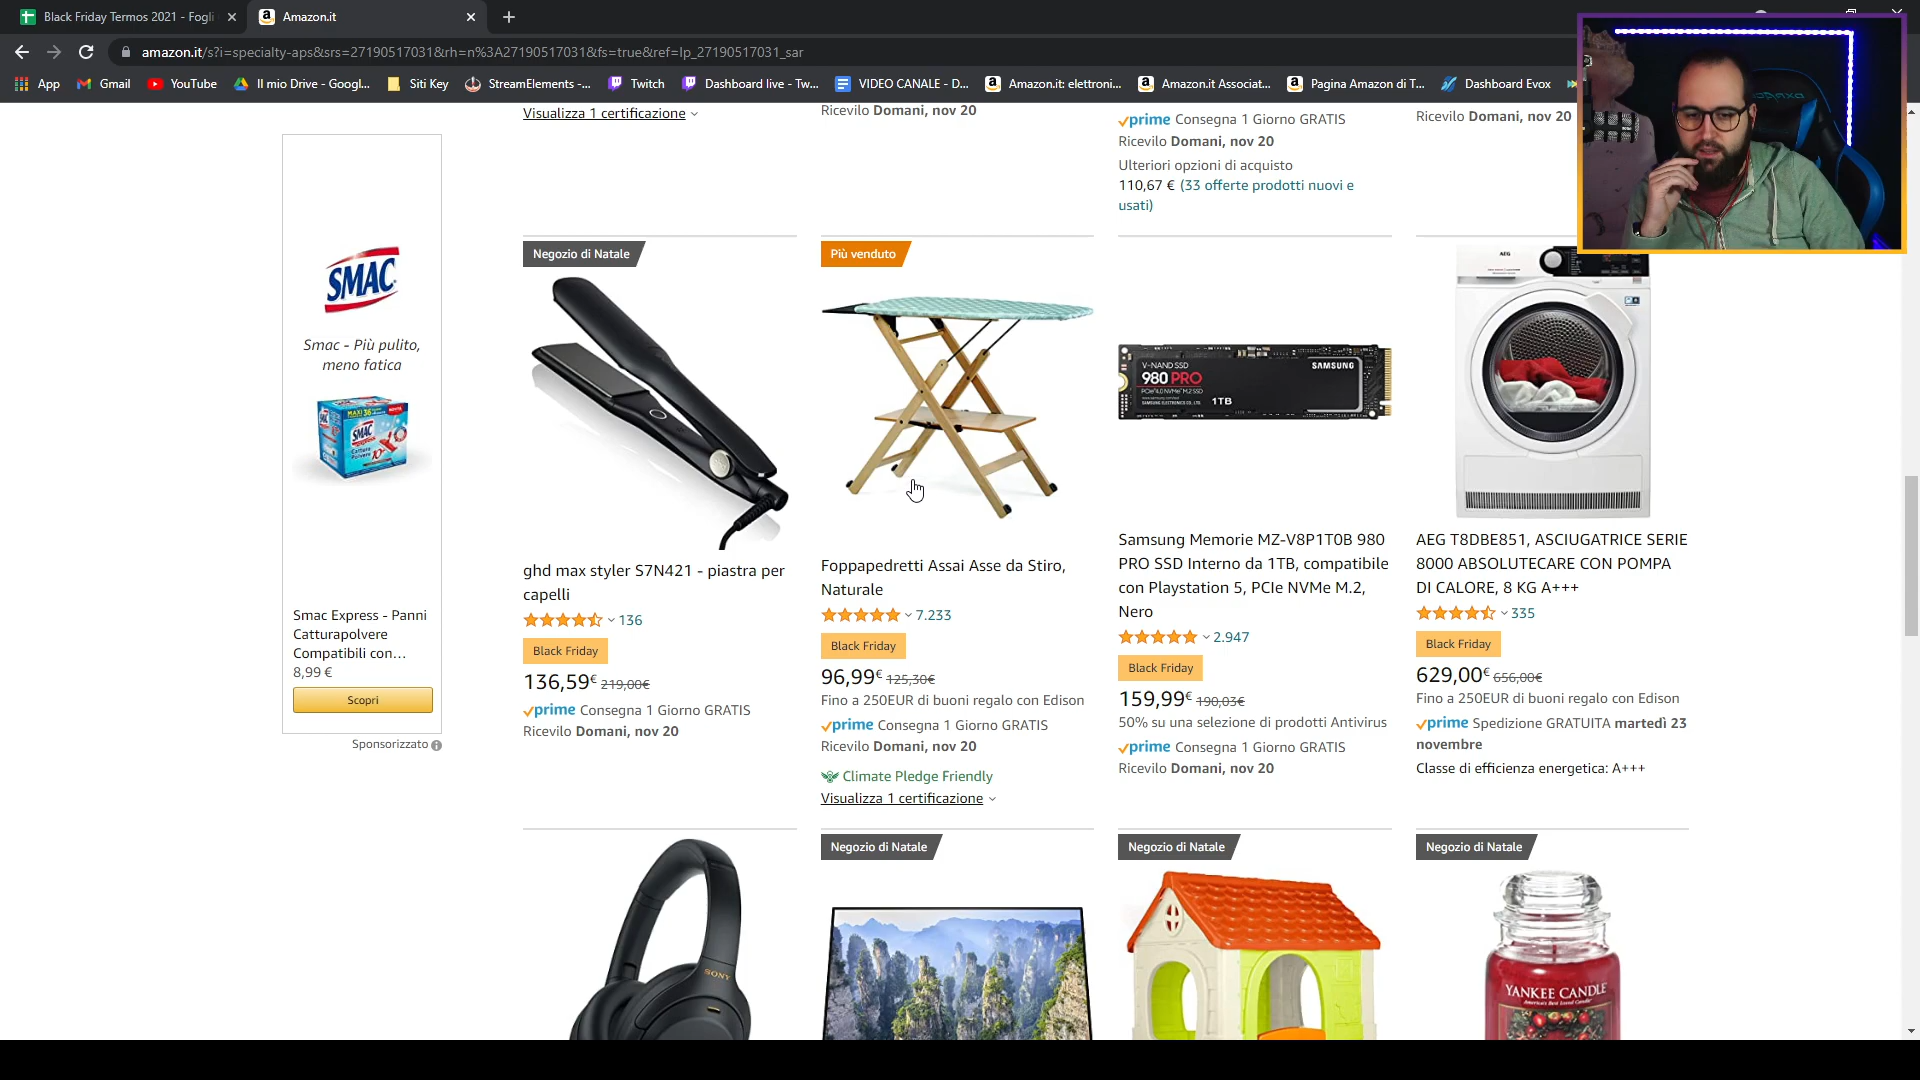 Black Friday Termos 2021 - Fogli
Amazon.it
amazon.it/s?i=specialty-aps&srs=27190517031&rh=n%3A27190517031&fs=true&ref=lp_27190517031_sar
App
Gmail
YouTube
Il mio Drive - Googl...
Siti Key
StreamElements -...
Twitch
Dashboard live - Tw...
VIDEO CANALE - D...
Amazon.it: elettroni...
Amazon.it Associat...
Pagina Amazon di T...
Dashboard Evox
Visualizza 1 certificazione
Ricevilo Domani, nov 20
prime Consegna 1 Giorno GRATIS
Ricevilo Domani, nov 20
Ulteriori opzioni di acquisto
110,67 € (33 offerte prodotti nuovi e
usati)
Ricevilo Domani, nov 20
SMAC
Smac - Più pulito,
meno fatica
SMAC
Smac Express - Panni
Catturapolvere
Compatibili con...
8,99 €
Scopri
Sponsorizzato
Negozio di Natale
ghd max styler S7N421 - piastra per
capelli
136
Black Friday
136,59€ 219,00€
prime Consegna 1 Giorno GRATIS
Ricevilo Domani, nov 20
Più venduto
Foppapedretti Assai Asse da Stiro,
Naturale
7.233
Black Friday
96,99€ 125,30€
Fino a 250EUR di buoni regalo con Edison
prime Consegna 1 Giorno GRATIS
Ricevilo Domani, nov 20
Climate Pledge Friendly
Visualizza 1 certificazione
V-NAND SSD
980 PRO
PCIe 4.0 NVMe M.2 SSD
SAMSUNG
1TB
Samsung Memorie MZ-V8P1T0B 980
PRO SSD Interno da 1TB, compatibile
con Playstation 5, PCIe NVMe M.2,
Nero
2.947
Black Friday
159,99€ 190,03€
50% su una selezione di prodotti Antivirus
prime Consegna 1 Giorno GRATIS
Ricevilo Domani, nov 20
AEG
AEG T8DBE851, ASCIUGATRICE SERIE
8000 ABSOLUTECARE CON POMPA
DI CALORE, 8 KG A+++
335
Black Friday
629,00€ 656,00€
Fino a 250EUR di buoni regalo con Edison
prime Spedizione GRATUITA martedì 23
novembre
Classe di efficienza energetica: A+++
SONY
Negozio di Natale
Negozio di Natale
Negozio di Natale
YANKEE CANDLE